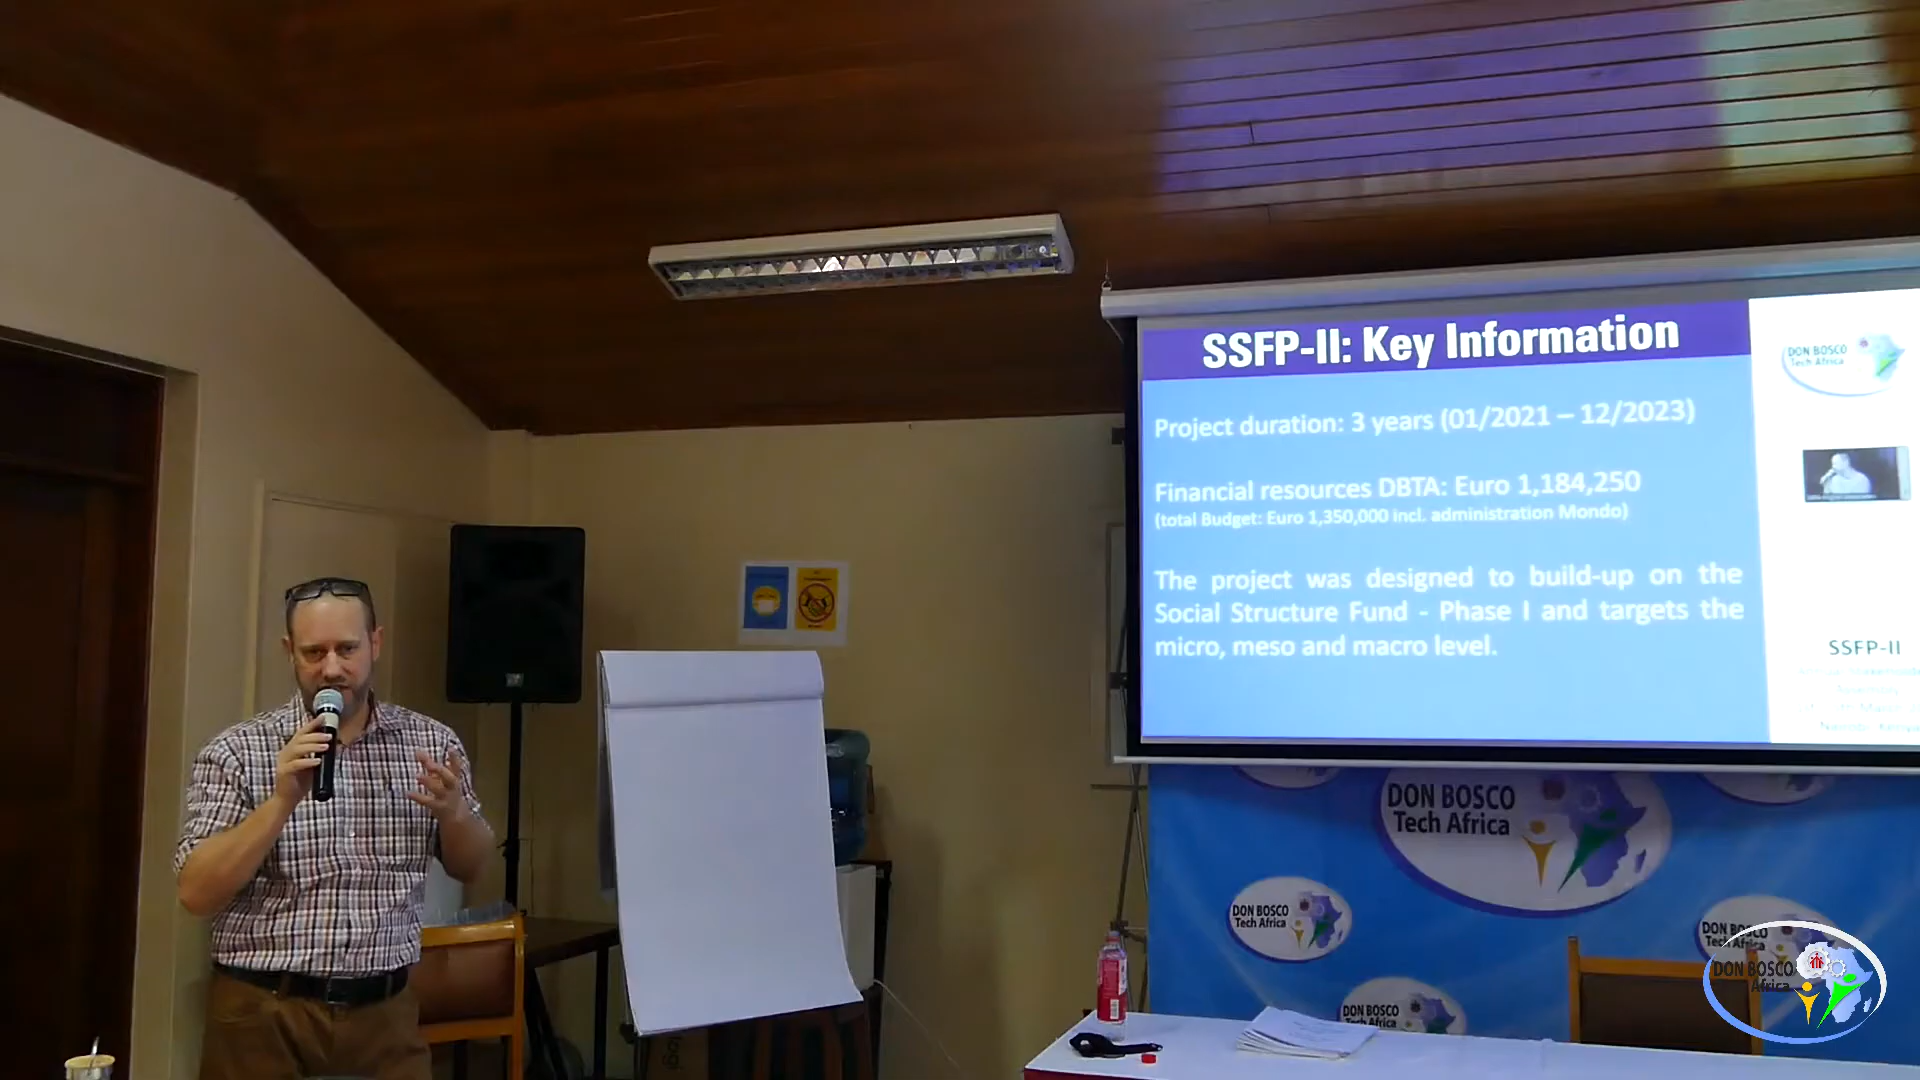 SSFP-II: Key Information
Project duration: 3 years (01/2021 – 12/2023)
Financial resources DBTA: Euro 1,184,250
(total Budget: Euro 1,350,000 incl. administration Mondo)
The project was designed to build-up on the
Social Structure Fund - Phase I and targets the
micro, meso and macro level.
DON BOSCO
Tech Africa
SSFP-II
DON BOSCO
Tech Africa
DON BOSCO
Tech Africa
DON BOSCO
DON BOSCO
Tech Africa
DON BOSCO
Africa